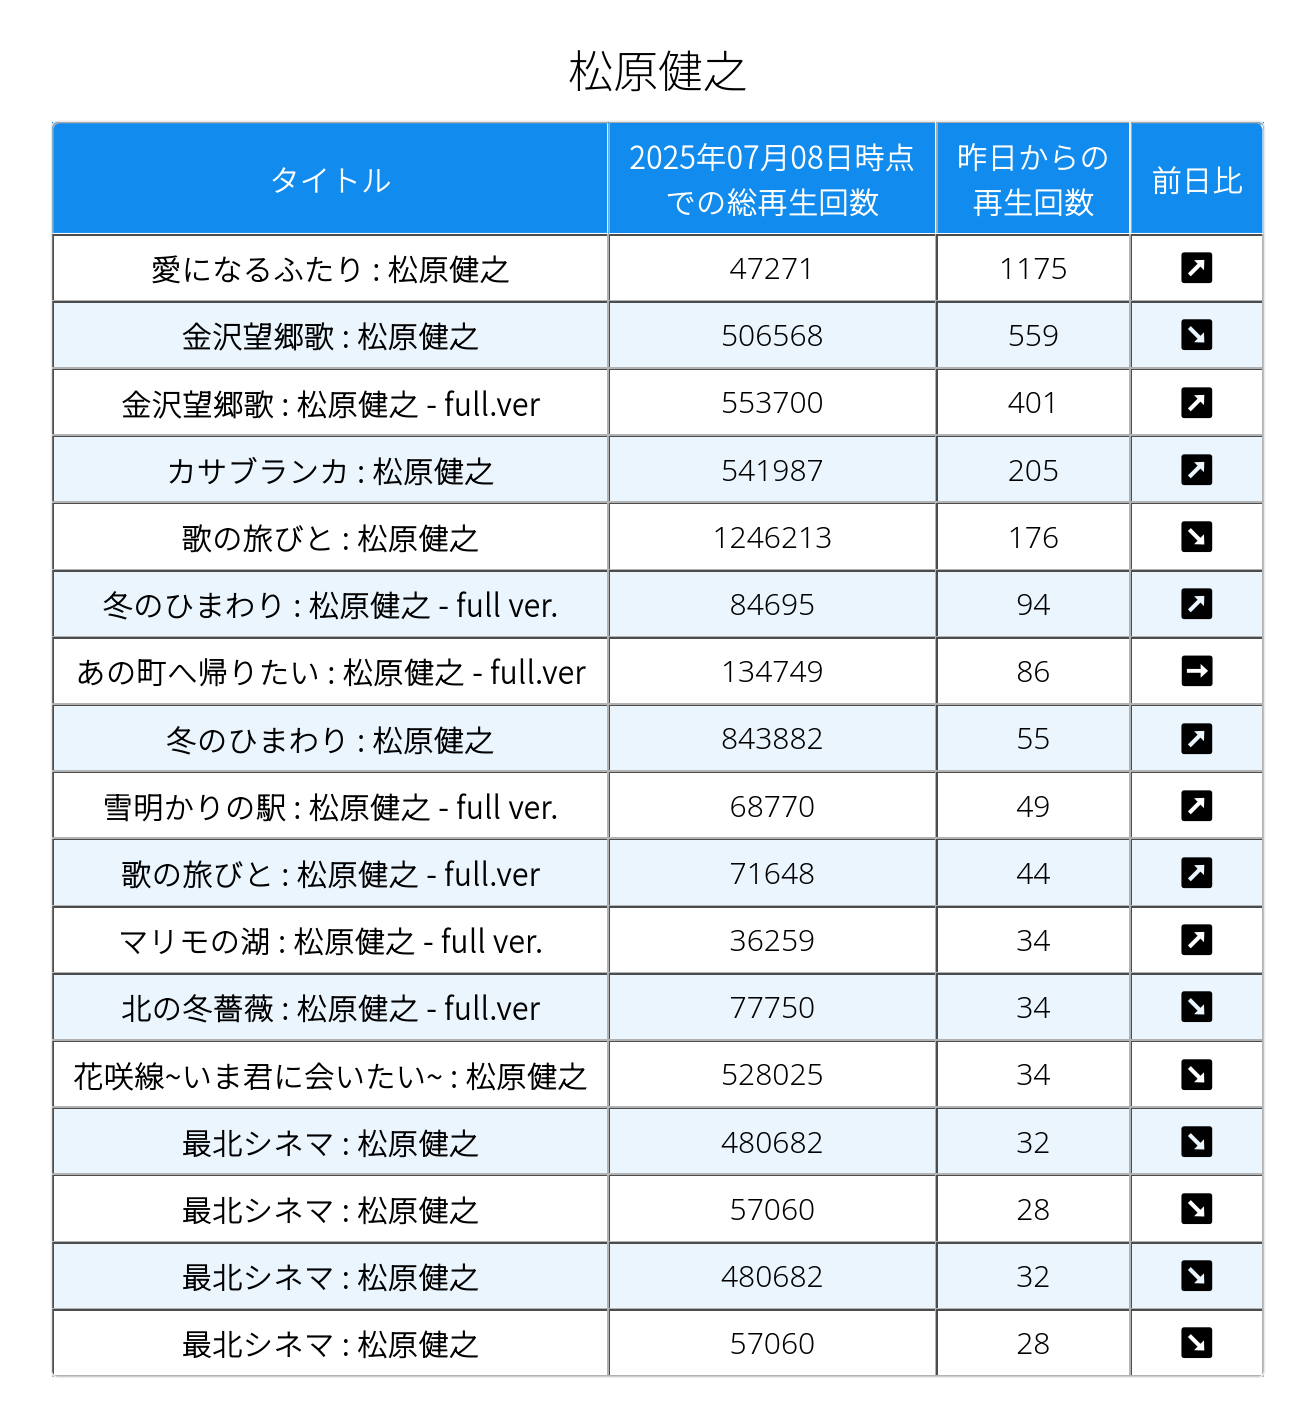 松原健之
タイトル 2025年07月08日時点での総再生回数 昨日からの再生回数 前日比
愛になるふたり : 松原健之 47271 1175 ↗
金沢望郷歌 : 松原健之 506568 559 ↘
金沢望郷歌 : 松原健之 - full.ver 553700 401 ↗
カサブランカ : 松原健之 541987 205 ↗
歌の旅びと : 松原健之 1246213 176 ↘
冬のひまわり : 松原健之 - full ver. 84695 94 ↗
あの町へ帰りたい : 松原健之 - full.ver 134749 86 →
冬のひまわり : 松原健之 843882 55 ↗
雪明かりの駅 : 松原健之 - full ver. 68770 49 ↗
歌の旅びと : 松原健之 - full.ver 71648 44 ↗
マリモの湖 : 松原健之 - full ver. 36259 34 ↗
北の冬薔薇 : 松原健之 - full.ver 77750 34 ↘
花咲線~いま君に会いたい~ : 松原健之 528025 34 ↘
最北シネマ : 松原健之 480682 32 ↘
最北シネマ : 松原健之 57060 28 ↘
最北シネマ : 松原健之 480682 32 ↘
最北シネマ : 松原健之 57060 28 ↘